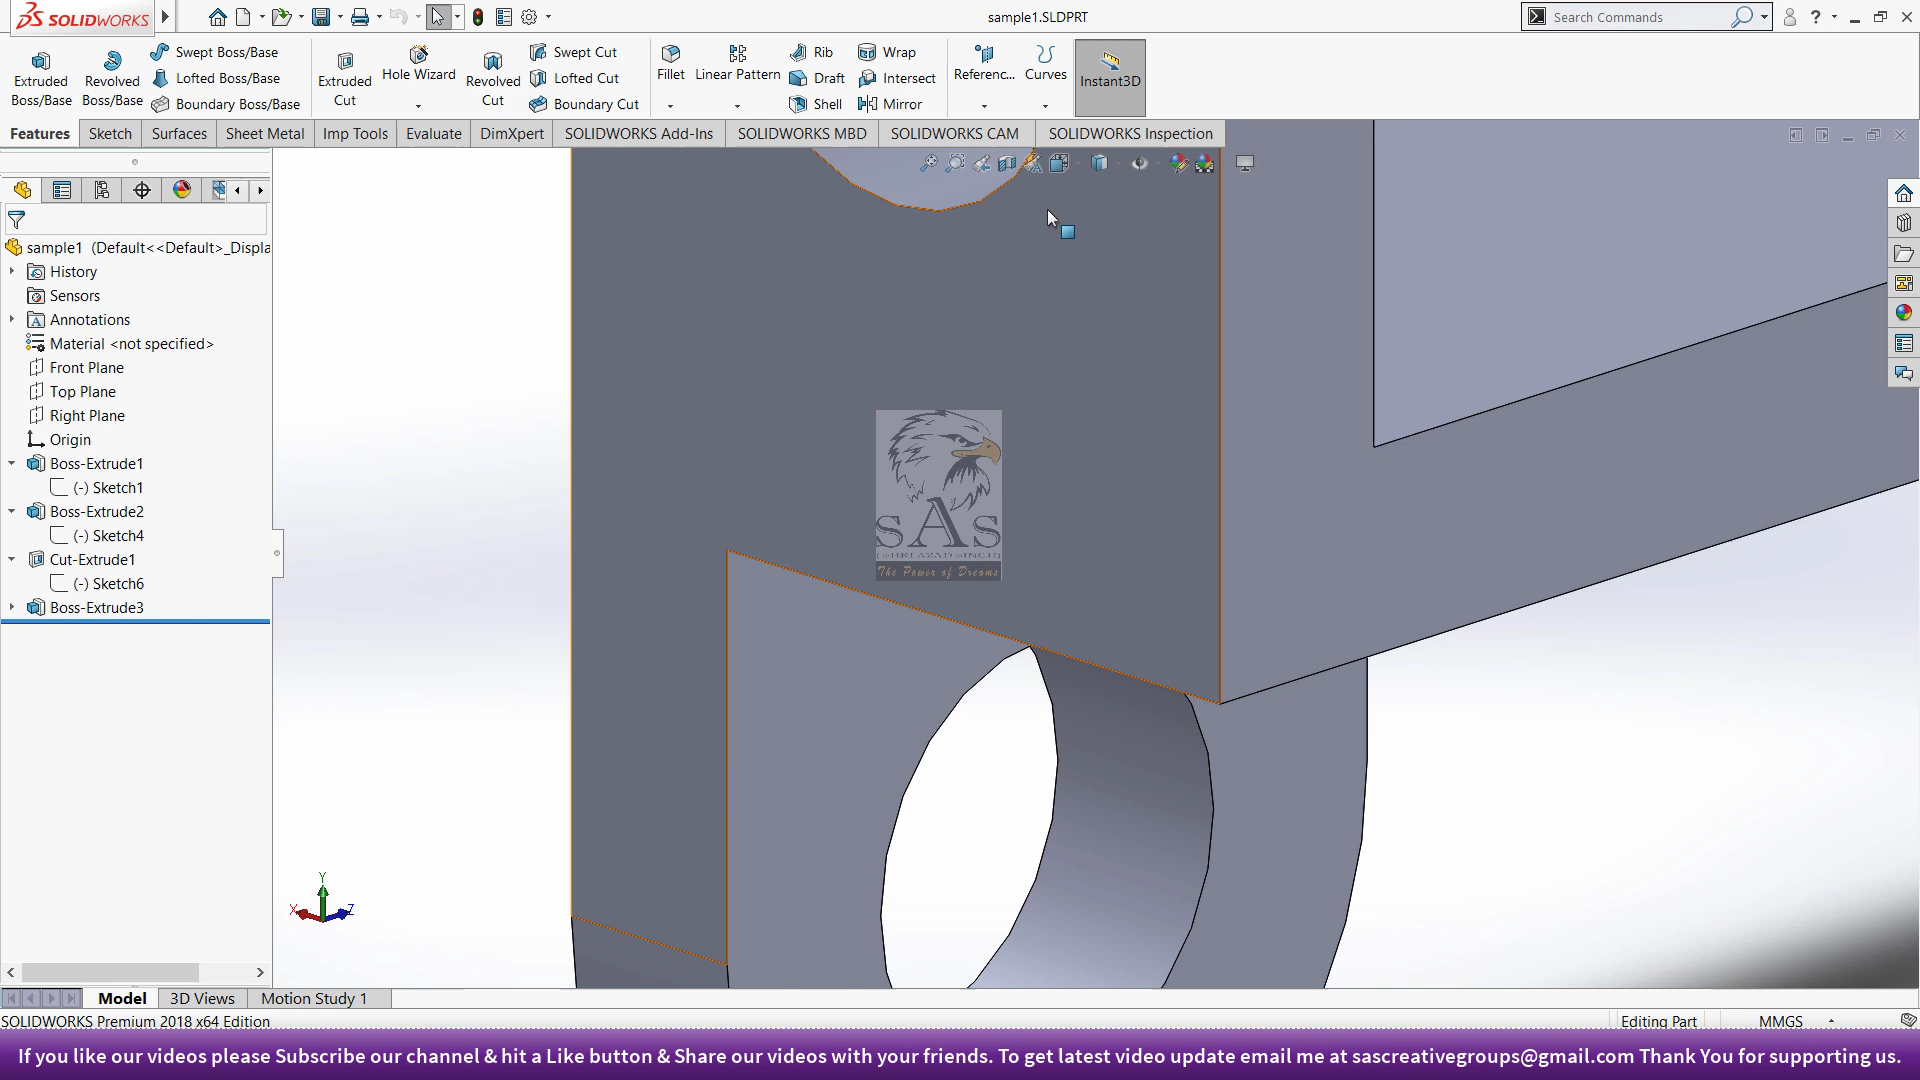 SOLIDWORKS
sample1.SLDPRT
Search Commands
Extruded Boss/Base
Revolved Boss/Base
Swept Boss/Base
Lofted Boss/Base
Boundary Boss/Base
Extruded Cut
Hole Wizard
Revolved Cut
Swept Cut
Lofted Cut
Boundary Cut
Fillet
Linear Pattern
Rib
Draft
Shell
Wrap
Intersect
Mirror
Referenc...
Curves
Instant3D
Features
Sketch
Surfaces
Sheet Metal
Imp Tools
Evaluate
DimXpert
SOLIDWORKS Add-Ins
SOLIDWORKS MBD
SOLIDWORKS CAM
SOLIDWORKS Inspection
sample1 (Default<<Default>_Displa
History
Sensors
Annotations
Material <not specified>
Front Plane
Top Plane
Right Plane
Origin
Boss-Extrude1
(-) Sketch1
Boss-Extrude2
(-) Sketch4
Cut-Extrude1
(-) Sketch6
Boss-Extrude3
sAs
(SHRI AZAD SINGH)
The Power of Dreams
Y
X
Z
Model
3D Views
Motion Study 1
SOLIDWORKS Premium 2018 x64 Edition
Editing Part
MMGS
If you like our videos please Subscribe our channel & hit a Like button & Share our videos with your friends. To get latest video update email me at sascreativegroups@gmail.com Thank You for supporting us.